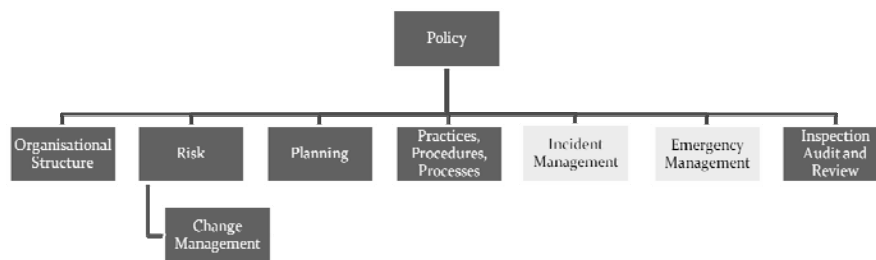 Policy
Organisational
Structure
Risk
Planning
Practices,
Procedures,
Processes
Incident
Management
Emergency
Management
Inspection
Audit and
Review
Change
Management